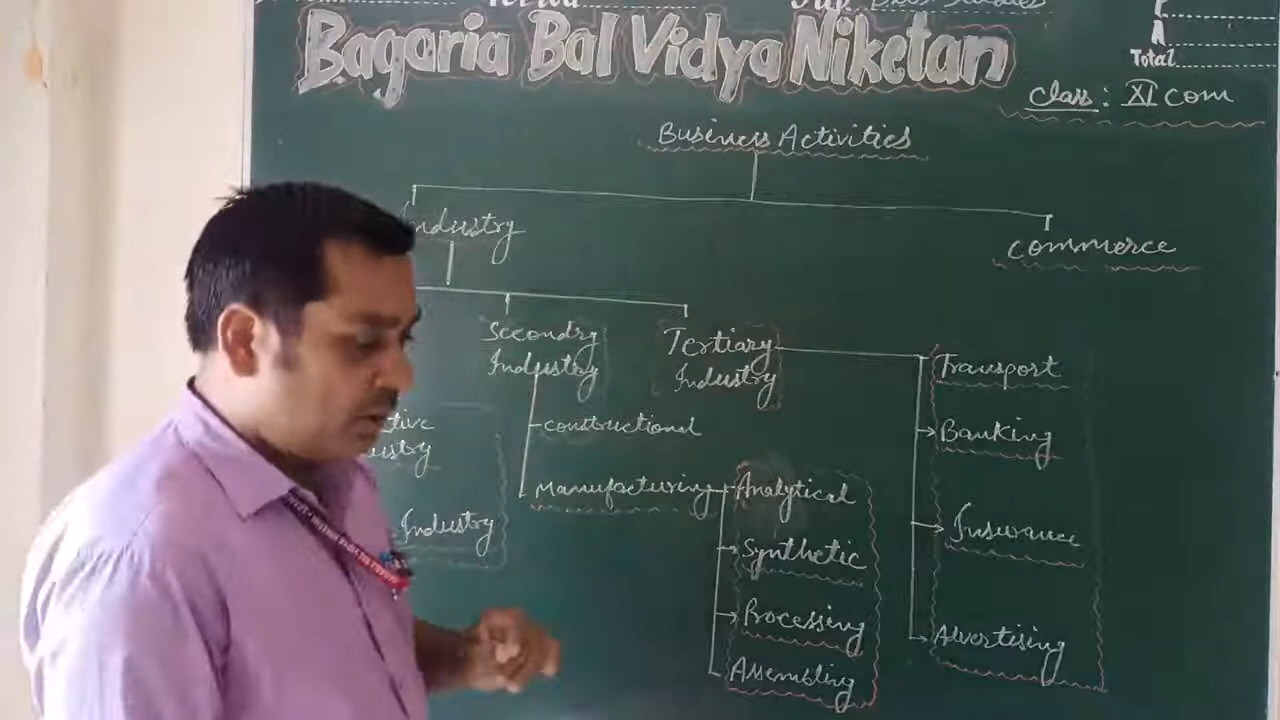 Bagaria Bal Vidya Niketan
Total
Class: XI com
Business Activities
Industry
commerce
Secondry
Industry
Tertiary
Industry
Transport
Banking
Insurance
Advertising
constructional
Manufacturing
Analytical
Synthetic
Processing
Assembling
Industry